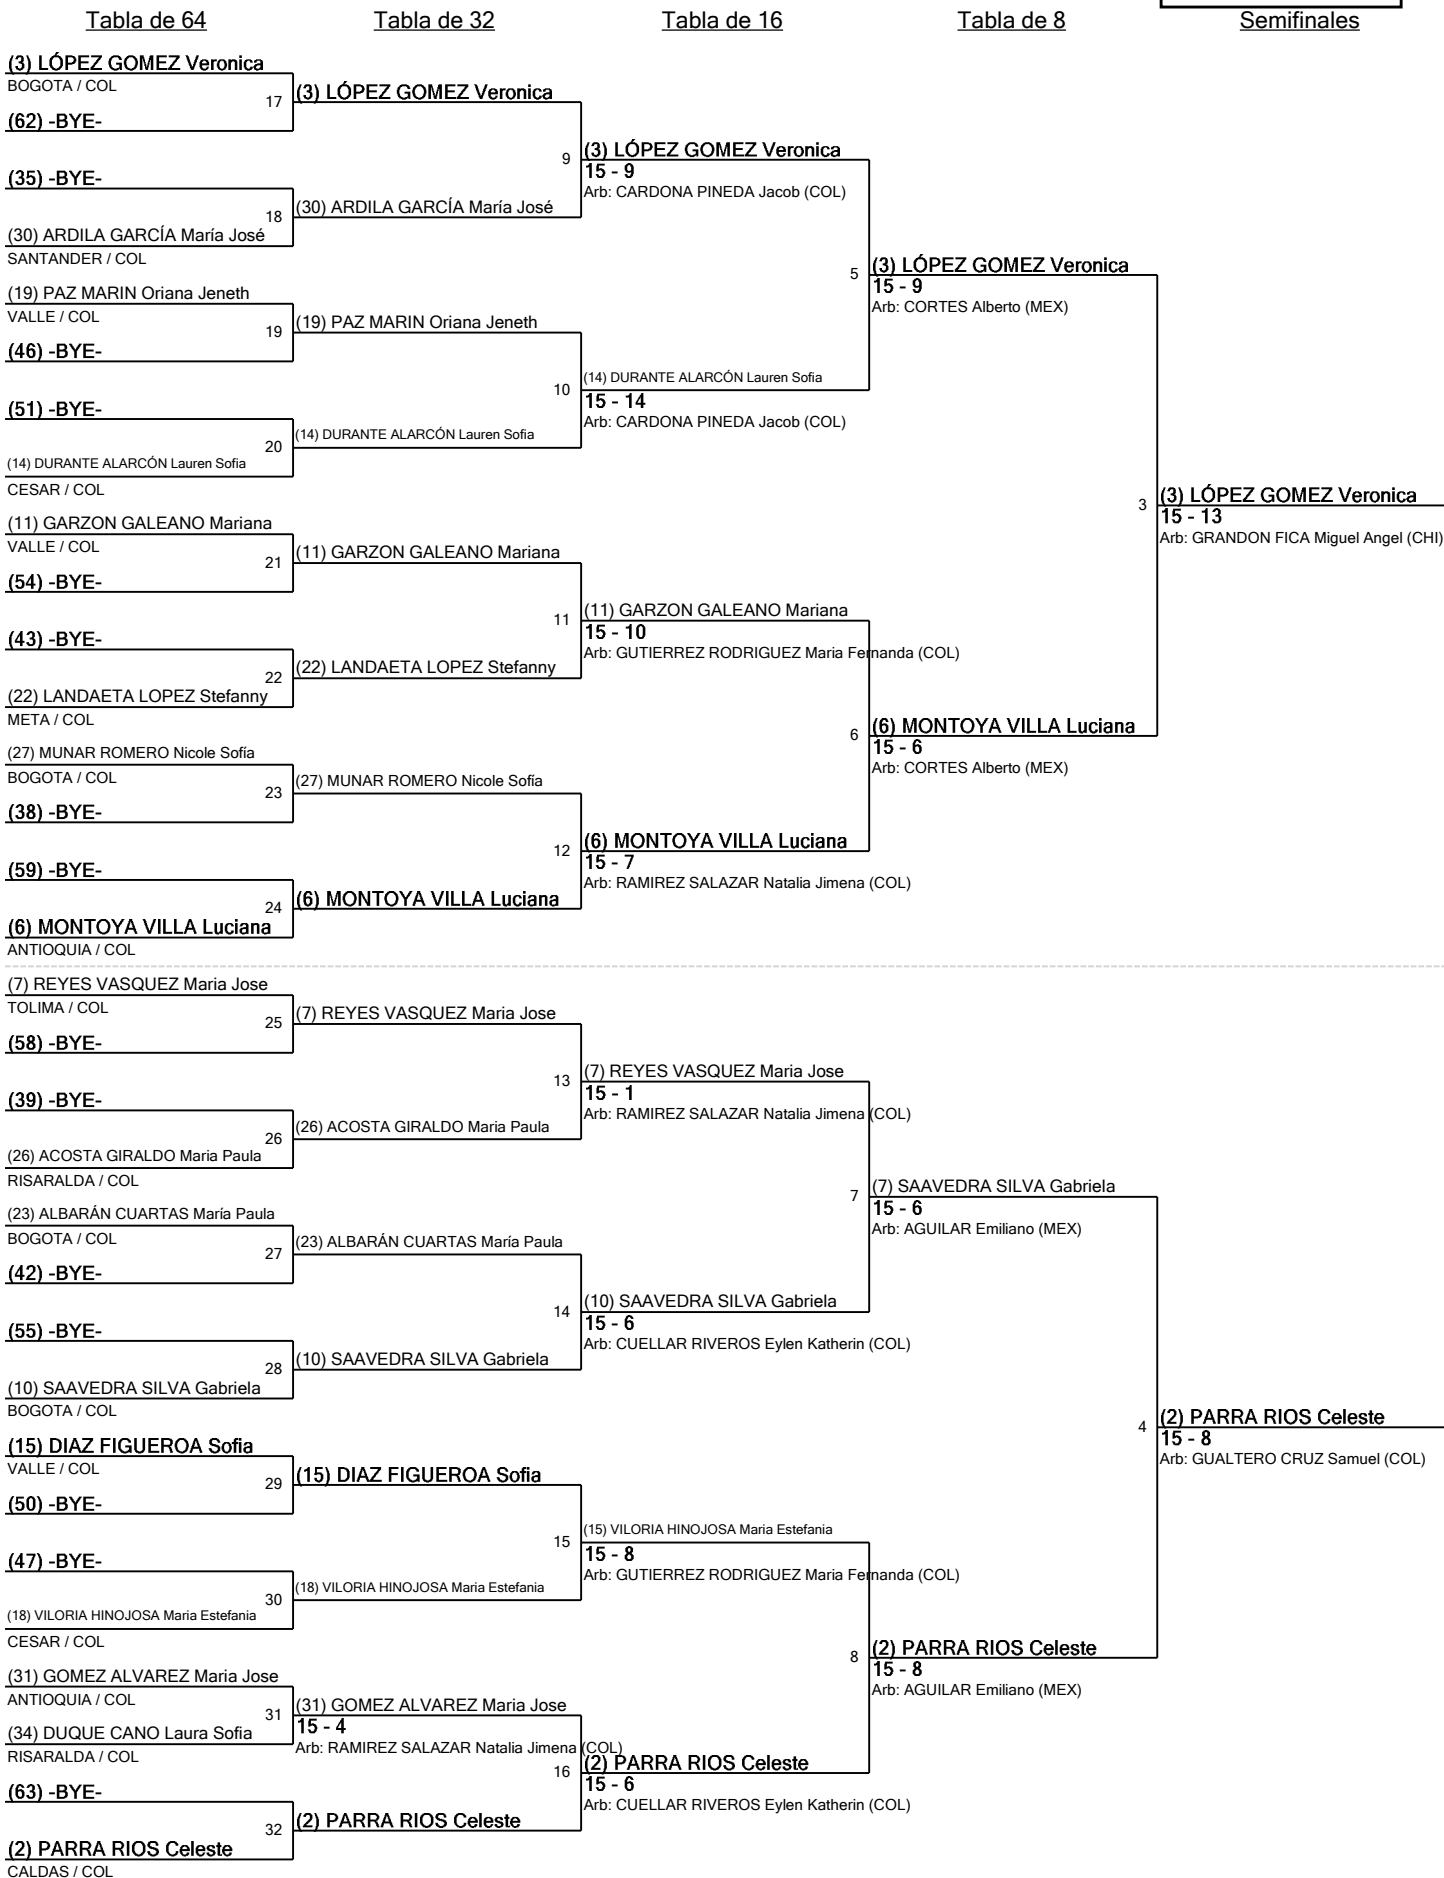 Tabla de 64
Tabla de 32
Tabla de 16
Tabla de 8
Semifinales
(3) LÓPEZ GOMEZ Veronica
BOGOTA / COL
17
(62) -BYE-
(35) -BYE-
18
(30) ARDILA GARCÍA María José
SANTANDER / COL
(19) PAZ MARIN Oriana Jeneth
VALLE / COL
19
(46) -BYE-
(51) -BYE-
20
(14) DURANTE ALARCÓN Lauren Sofia
CESAR / COL
(11) GARZON GALEANO Mariana
VALLE / COL
21
(54) -BYE-
(43) -BYE-
22
(22) LANDAETA LOPEZ Stefanny
META / COL
(27) MUNAR ROMERO Nicole Sofía
BOGOTA / COL
23
(38) -BYE-
(59) -BYE-
24
(6) MONTOYA VILLA Luciana
ANTIOQUIA / COL
(7) REYES VASQUEZ Maria Jose
TOLIMA / COL
25
(58) -BYE-
(39) -BYE-
26
(26) ACOSTA GIRALDO Maria Paula
RISARALDA / COL
(23) ALBARÁN CUARTAS María Paula
BOGOTA / COL
27
(42) -BYE-
(55) -BYE-
28
(10) SAAVEDRA SILVA Gabriela
BOGOTA / COL
(15) DIAZ FIGUEROA Sofia
VALLE / COL
29
(50) -BYE-
(47) -BYE-
30
(18) VILORIA HINOJOSA Maria Estefania
CESAR / COL
(31) GOMEZ ALVAREZ Maria Jose
ANTIOQUIA / COL
31
(34) DUQUE CANO Laura Sofia
RISARALDA / COL
(63) -BYE-
32
(2) PARRA RIOS Celeste
CALDAS / COL
(3) LÓPEZ GOMEZ Veronica
9
(30) ARDILA GARCÍA María José
(19) PAZ MARIN Oriana Jeneth
10
(14) DURANTE ALARCÓN Lauren Sofia
(11) GARZON GALEANO Mariana
11
(22) LANDAETA LOPEZ Stefanny
(27) MUNAR ROMERO Nicole Sofía
12
(6) MONTOYA VILLA Luciana
(7) REYES VASQUEZ Maria Jose
13
(26) ACOSTA GIRALDO Maria Paula
(23) ALBARÁN CUARTAS María Paula
14
(10) SAAVEDRA SILVA Gabriela
(15) DIAZ FIGUEROA Sofia
15
(18) VILORIA HINOJOSA Maria Estefania
(31) GOMEZ ALVAREZ Maria Jose
15 - 4
Arb: RAMIREZ SALAZAR Natalia Jimena (COL)
16
(2) PARRA RIOS Celeste
(3) LÓPEZ GOMEZ Veronica
15 - 9
Arb: CARDONA PINEDA Jacob (COL)
5
(14) DURANTE ALARCÓN Lauren Sofia
15 - 14
Arb: CARDONA PINEDA Jacob (COL)
(11) GARZON GALEANO Mariana
15 - 10
Arb: GUTIERREZ RODRIGUEZ Maria Fernanda (COL)
6
(6) MONTOYA VILLA Luciana
15 - 7
Arb: RAMIREZ SALAZAR Natalia Jimena (COL)
(7) REYES VASQUEZ Maria Jose
15 - 1
Arb: RAMIREZ SALAZAR Natalia Jimena (COL)
7
(10) SAAVEDRA SILVA Gabriela
15 - 6
Arb: CUELLAR RIVEROS Eylen Katherin (COL)
(15) VILORIA HINOJOSA Maria Estefania
15 - 8
Arb: GUTIERREZ RODRIGUEZ Maria Fernanda (COL)
8
(2) PARRA RIOS Celeste
15 - 6
Arb: CUELLAR RIVEROS Eylen Katherin (COL)
(3) LÓPEZ GOMEZ Veronica
15 - 9
Arb: CORTES Alberto (MEX)
3
(6) MONTOYA VILLA Luciana
15 - 6
Arb: CORTES Alberto (MEX)
(7) SAAVEDRA SILVA Gabriela
15 - 6
Arb: AGUILAR Emiliano (MEX)
4
(2) PARRA RIOS Celeste
15 - 8
Arb: AGUILAR Emiliano (MEX)
(3) LÓPEZ GOMEZ Veronica
15 - 13
Arb: GRANDON FICA Miguel Angel (CHI)
(2) PARRA RIOS Celeste
15 - 8
Arb: GUALTERO CRUZ Samuel (COL)